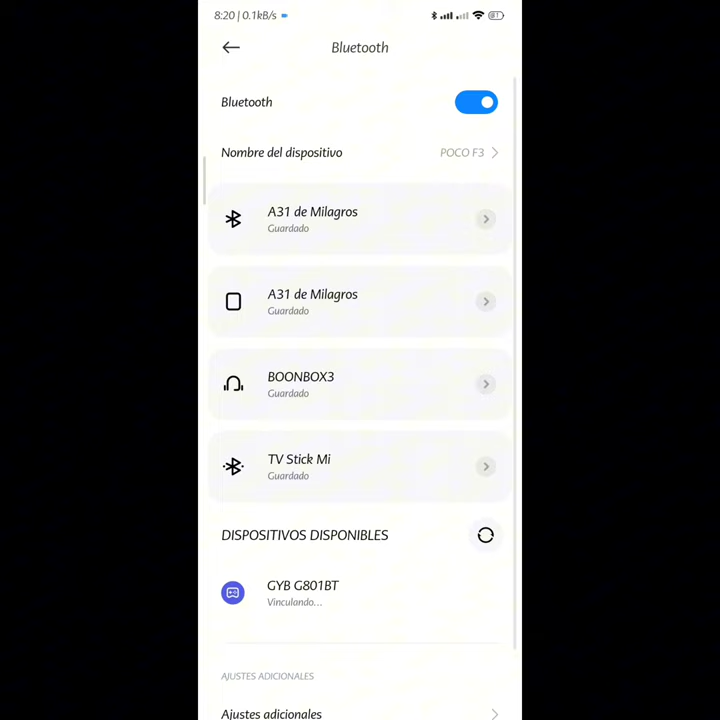 8:20 | 0.1kB/s
Bluetooth
Bluetooth
Nombre del dispositivo
POCO F3
A31 de Milagros
Guardado
A31 de Milagros
Guardado
BOONBOX3
Guardado
TV Stick Mi
Guardado
DISPOSITIVOS DISPONIBLES
GYB G801BT
Vinculando...
AJUSTES ADICIONALES
Ajustes adicionales